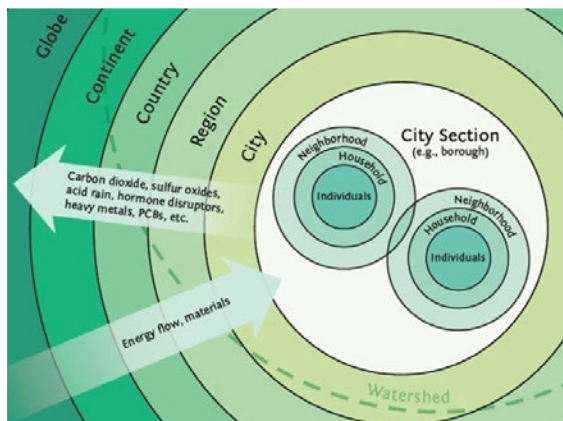 Globe
Continent
Country
Region
City
City Section
(e.g., borough)
Neighborhood
Household
Individuals
Neighborhood
Household
Individuals
Carbon dioxide, sulfur oxides,
acid rain, hormone disruptors,
heavy metals, PCBs, etc.
Energy flow, materials
Watershed